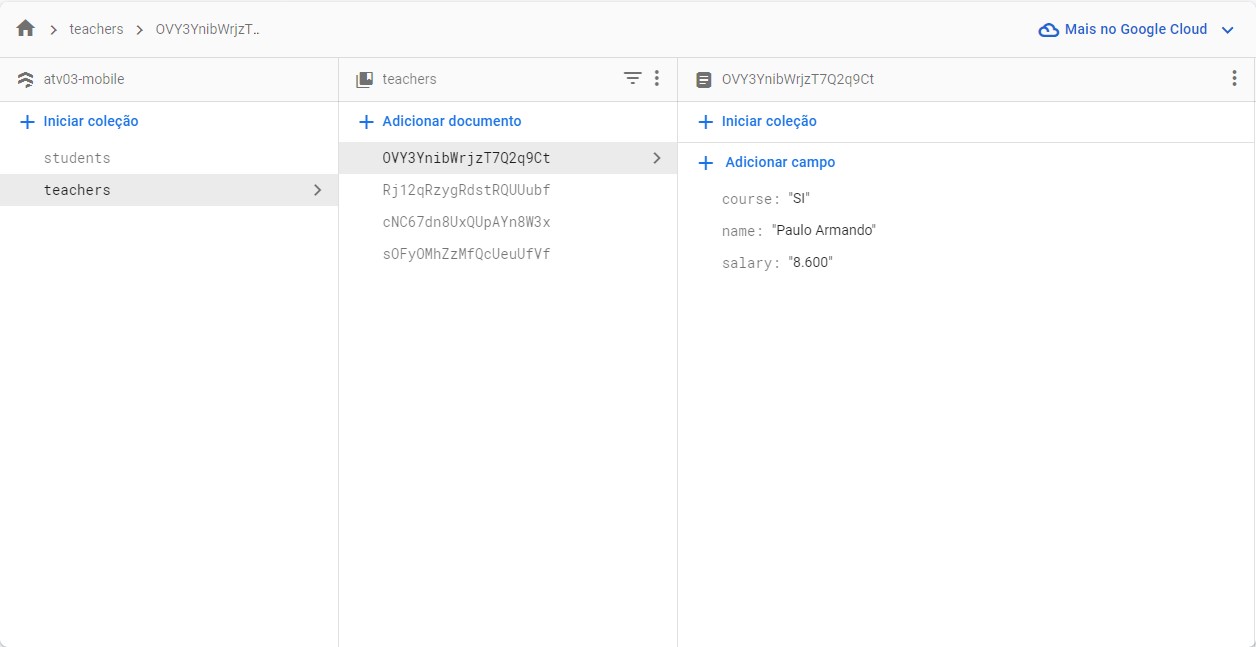 teachers
OVY3YnibWrjzT..
Mais no Google Cloud
atv03-mobile
Iniciar coleção
students
teachers
teachers
Adicionar documento
OVY3YnibWrjzT7Q2q9Ct
Rj12qRzygRdstRQUUubf
cNC67dn8UxQUpAYn8W3x
sOFyOMhZzMfQcUeuUfVf
OVY3YnibWrjzT7Q2q9Ct
Iniciar coleção
Adicionar campo
course: "SI"
name: "Paulo Armando"
salary: "8.600"